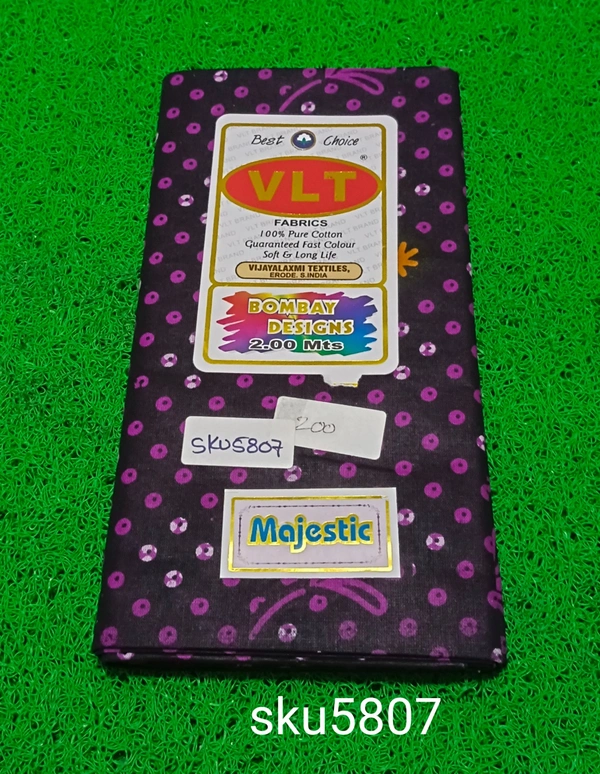 Best Choice
VLT®
FABRICS
100% Pure Cotton
Guaranteed Fast Colour
Soft & Long Life
VIJAYALAXMI TEXTILES,
ERODE. S.INDIA
BOMBAY
DESIGNS
2.00 Mts
200
SKU5807
Majestic
sku5807